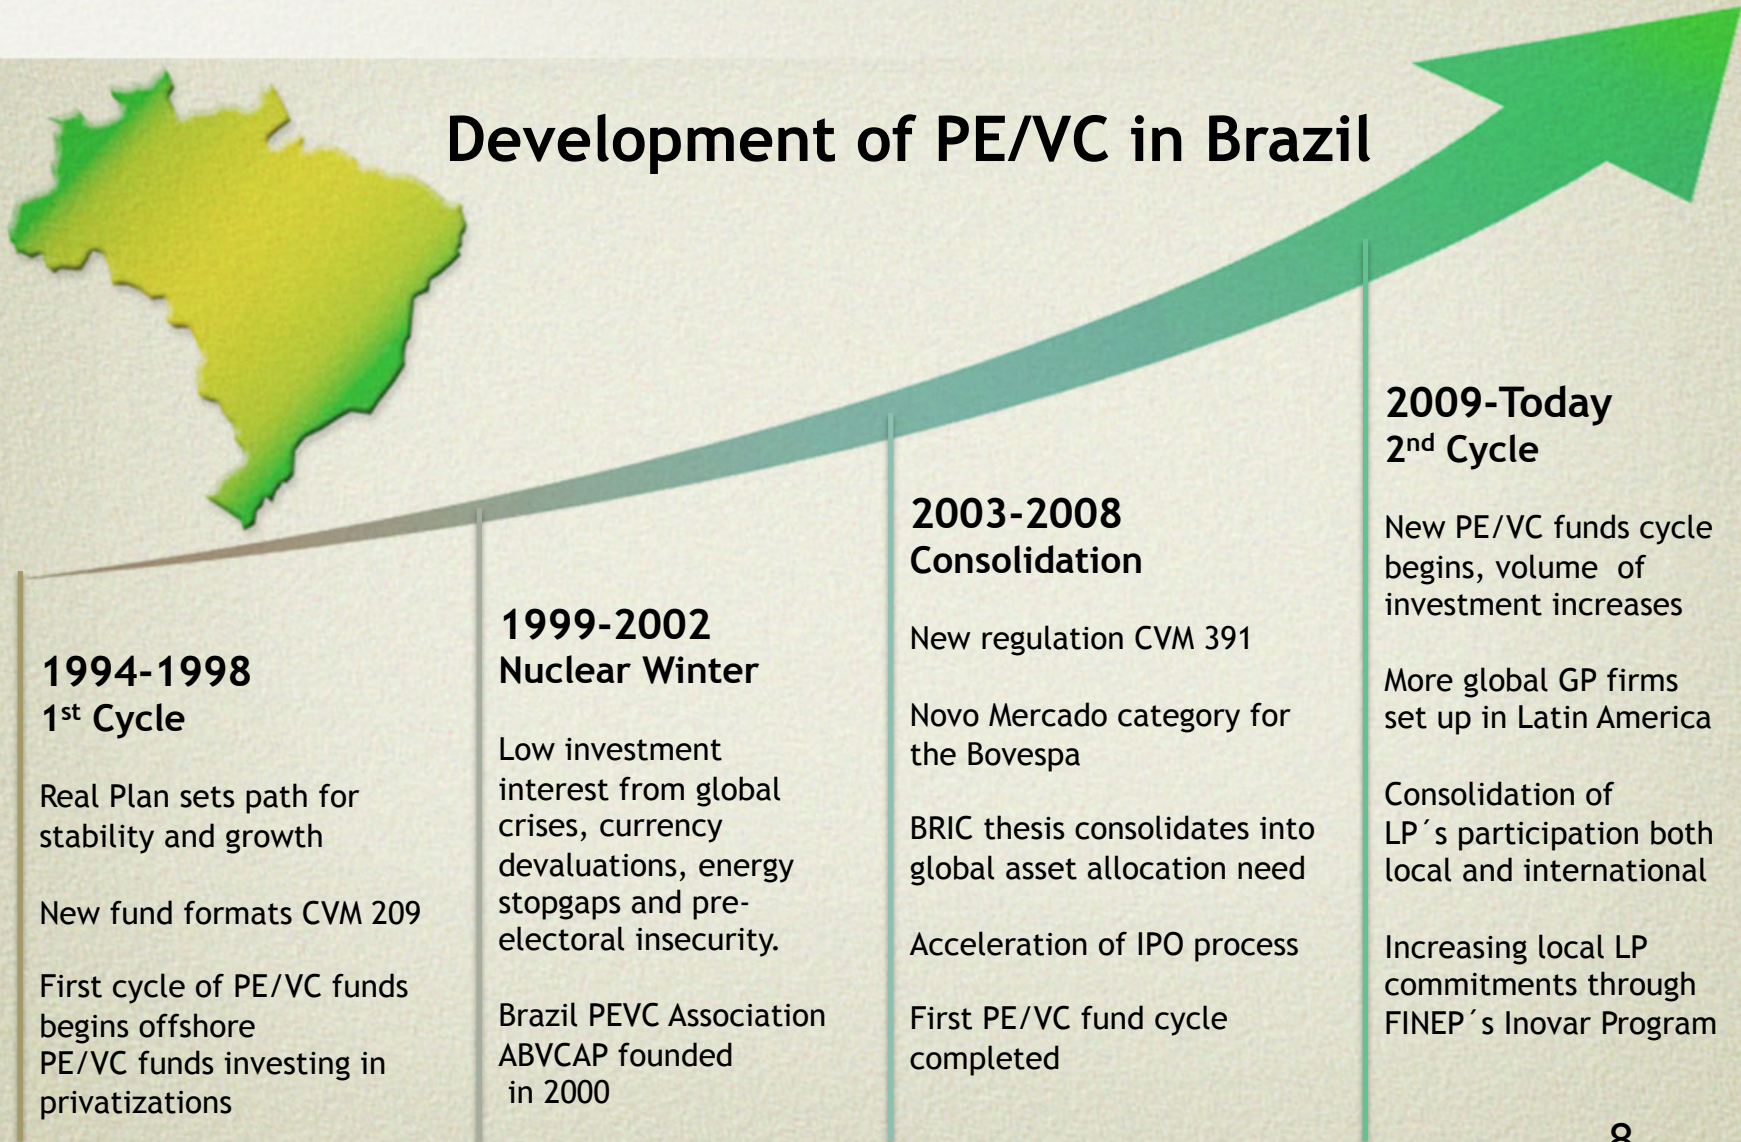 Development of PE/VC in Brazil
1994-1998
1st Cycle
Real Plan sets path for
stability and growth
New fund formats CVM 209
First cycle of PE/VC funds
begins offshore
PE/VC funds investing in
privatizations
1999-2002
Nuclear Winter
Low investment
interest from global
crises, currency
devaluations, energy
stopgaps and pre-
electoral insecurity.
Brazil PEVC Association
ABVCAP founded
in 2000
2003-2008
Consolidation
New regulation CVM 391
Novo Mercado category for
the Bovespa
BRIC thesis consolidates into
global asset allocation need
Acceleration of IPO process
First PE/VC fund cycle
completed
2009-Today
2nd Cycle
New PE/VC funds cycle
begins, volume  of
investment increases
More global GP firms
set up in Latin America
Consolidation of
LP´s participation both
local and international
Increasing local LP
commitments through
FINEP´s Inovar Program
8